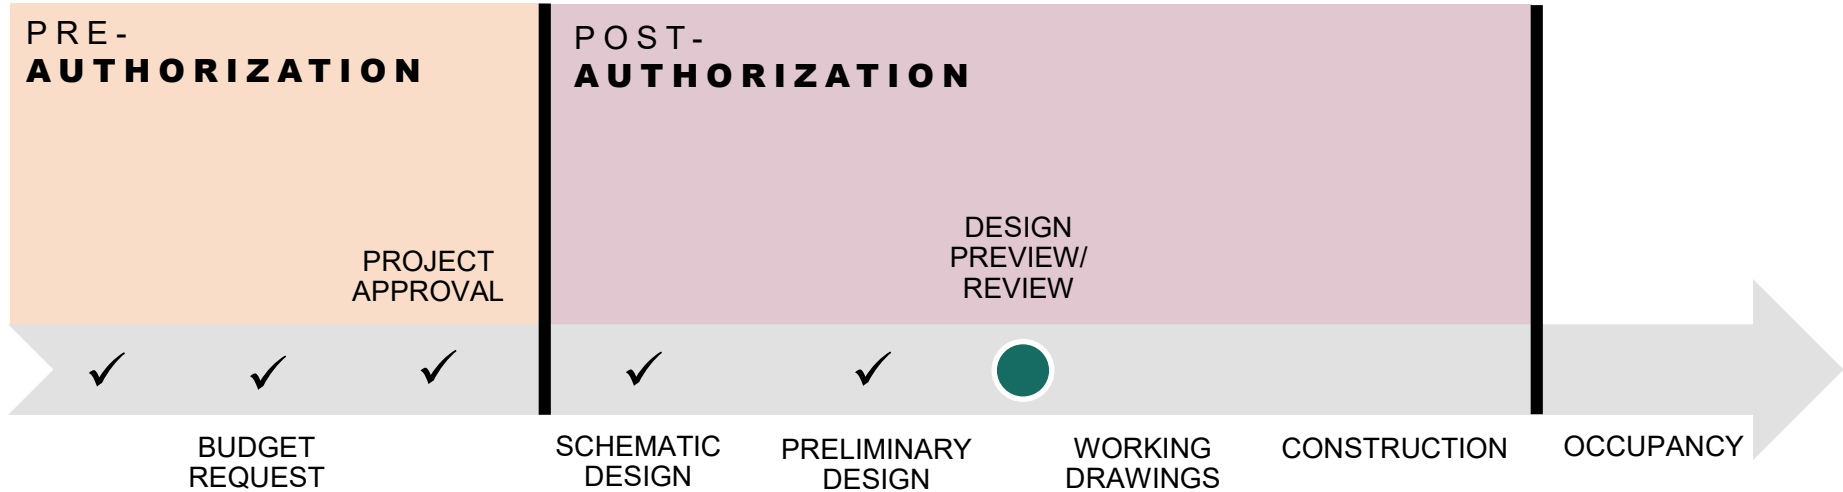 PRE-
AUTHORIZATION
POST-
AUTHORIZATION
PROJECT
APPROVAL
DESIGN
PREVIEW/
REVIEW
BUDGET
REQUEST
SCHEMATIC
DESIGN
PRELIMINARY
DESIGN
WORKING
DRAWINGS
CONSTRUCTION
OCCUPANCY